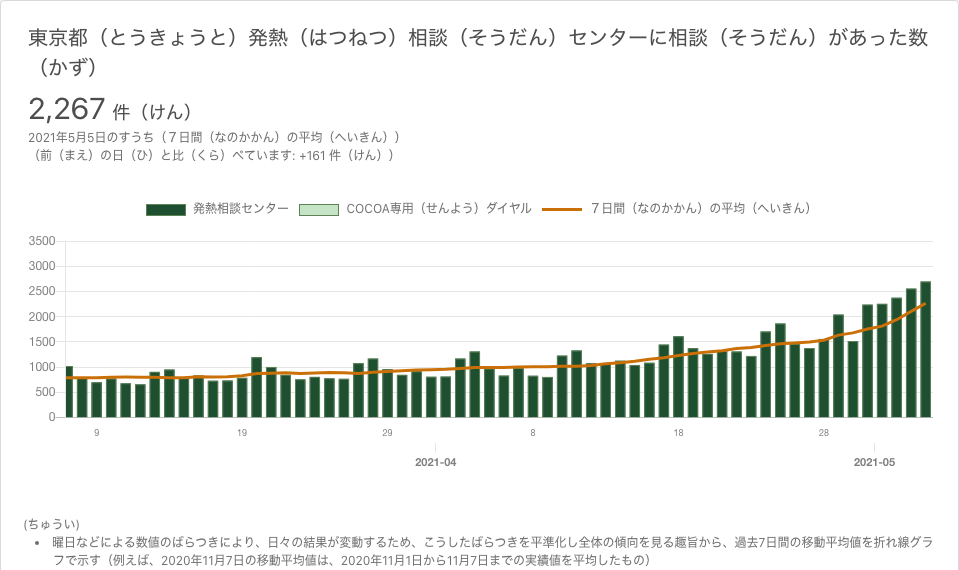 東京都（とうきょうと）発熱（はつねつ）相談（そうだん）センターに相談（そうだん）があった数
（かず）
2,267 件（けん）
2021年5月5日のすうち（７日間（なのかかん）の平均（へいきん））
（前（まえ）の日（ひ）と比（くら）べています: +161 件（けん））
発熱相談センター COCOA専用（せんよう）ダイヤル ７日間（なのかかん）の平均（へいきん）
3500
3000
2500
2000
1500
1000
500
0
9 19 29 8 18 28
2021-04 2021-05
(ちゅうい)
• 曜日などによる数値のばらつきにより、日々の結果が変動するため、こうしたばらつきを平準化し全体の傾向を見る趣旨から、過去7日間の移動平均値を折れ線グラ
フで示す（例えば、2020年11月7日の移動平均値は、2020年11月1日から11月7日までの実績値を平均したもの）